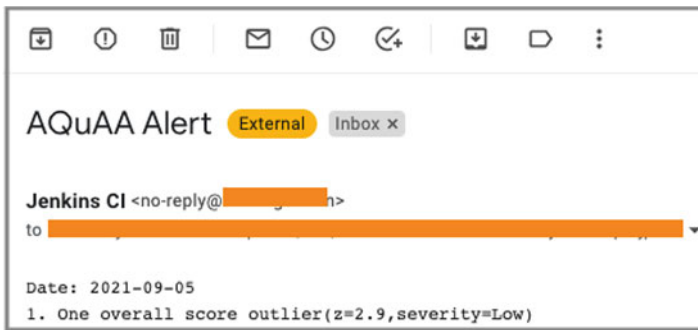 AQuAA Alert External Inbox ×
Jenkins CI <no-reply@ >
to
Date: 2021-09-05
1. One overall score outlier(z=2.9,severity=Low)